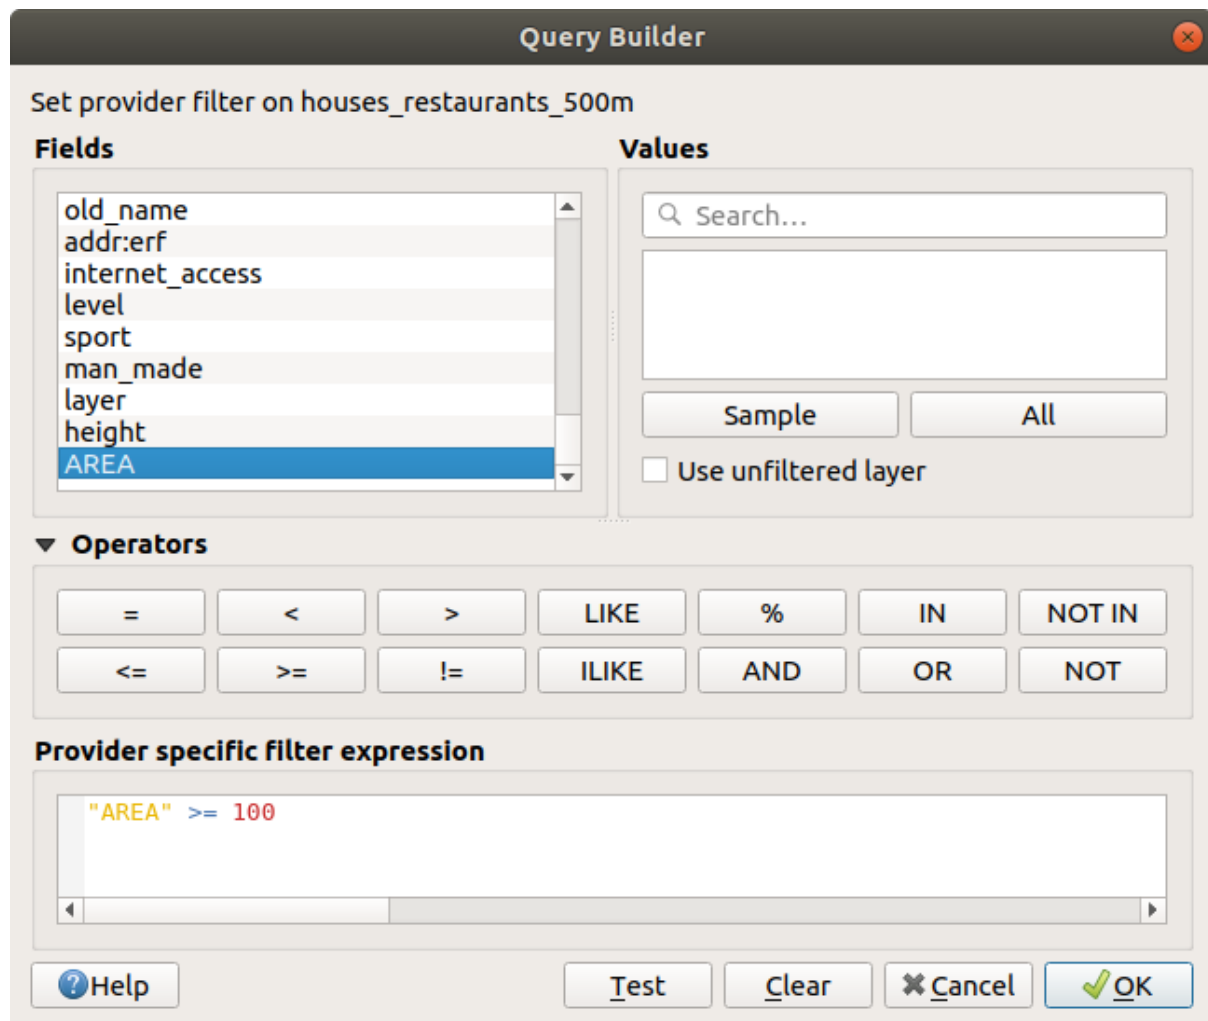 Query Builder
Set provider filter on houses_restaurants_500m
Fields
Values
old_name
addr:erf
internet_access
level
sport
man_made
layer
height
AREA
Search...
Sample
All
Use unfiltered layer
Operators
=
<
>
LIKE
%
IN
NOT IN
<=
>=
!=
ILIKE
AND
OR
NOT
Provider specific filter expression
"AREA" >= 100
Help
Test
Clear
Cancel
OK